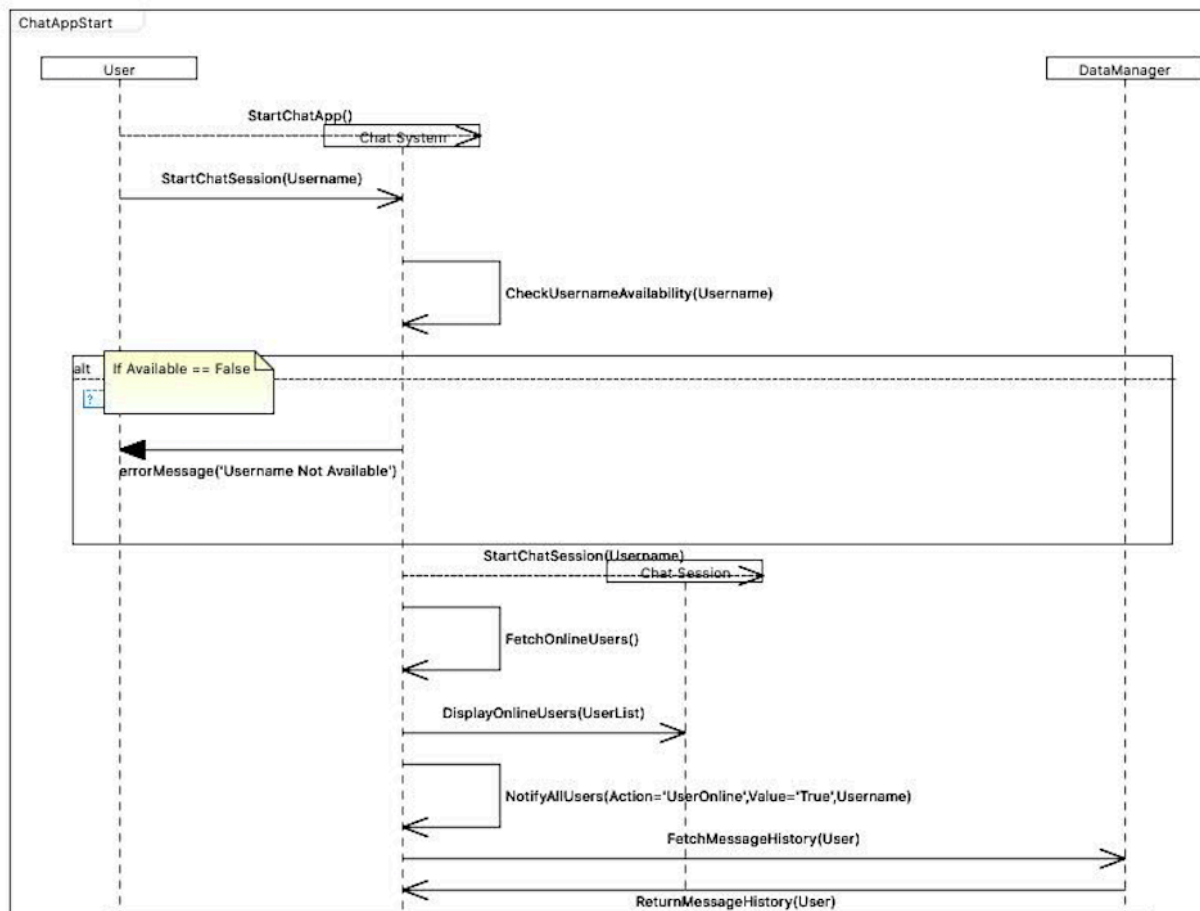 ChatAppStart
User
DataManager
StartChatApp()
Chat System
StartChatSession(Username)
CheckUsernameAvailability(Username)
alt
If Available == False
?
errorMessage('Username Not Available')
StartChatSession(Username)
Chat Session
FetchOnlineUsers()
DisplayOnlineUsers(UserList)
NotifyAllUsers(Action='UserOnline',Value='True',Username)
FetchMessageHistory(User)
ReturnMessageHistory(User)